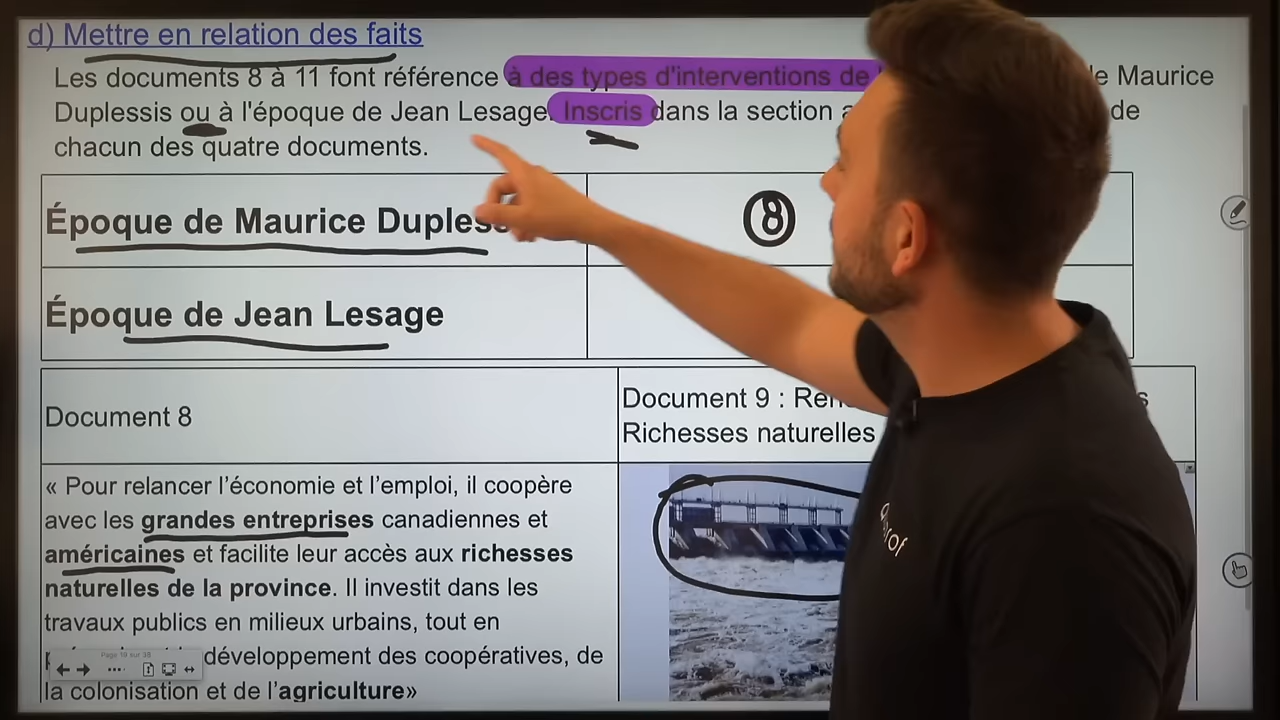 d) Mettre en relation des faits
Les documents 8 à 11 font référence à des types d'interventions de Maurice
Duplessis ou à l'époque de Jean Lesage. Inscris dans la section de
chacun des quatre documents.
Époque de Maurice
8
Époque de Jean Lesage
Document 8
Document 9 :
Richesses naturelles
« Pour relancer l'économie et l'emploi, il coopère
avec les grandes entreprises canadiennes et
américaines et facilite leur accès aux richesses
naturelles de la province. Il investit dans les
travaux publics en milieux urbains, tout en
développement des coopératives, de
la colonisation et de l'agriculture»
Page 19 sur 38